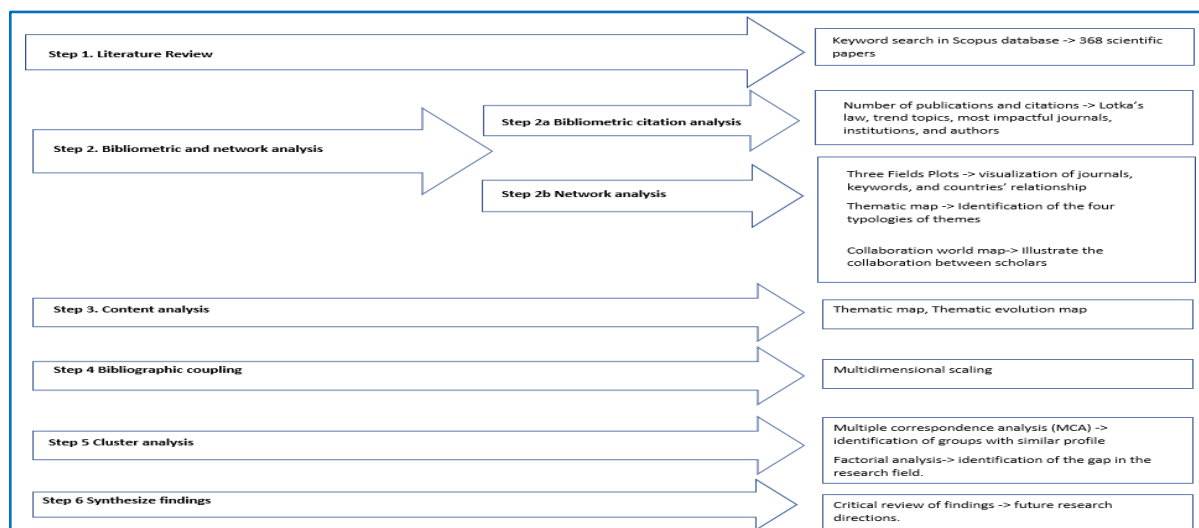 Step 1. Literature Review
Keyword search in Scopus database -> 368 scientific
papers
Step 2. Bibliometric and network analysis
Step 2a Bibliometric citation analysis
Number of publications and citations -> Lotka's
law, trend topics, most impactful journals,
institutions, and authors
Step 2b Network analysis
Three Fields Plots -> visualization of journals,
keywords, and countries' relationship
Thematic map -> Identification of the four
typologies of themes
Collaboration world map-> Illustrate the
collaboration between scholars
Step 3. Content analysis
Thematic map, Thematic evolution map
Step 4 Bibliographic coupling
Multidimensional scaling
Step 5 Cluster analysis
Multiple correspondence analysis (MCA) ->
identification of groups with similar profile
Factorial analysis-> identification of the gap in the
research field.
Step 6 Synthesize findings
Critical review of findings -> future research
directions.